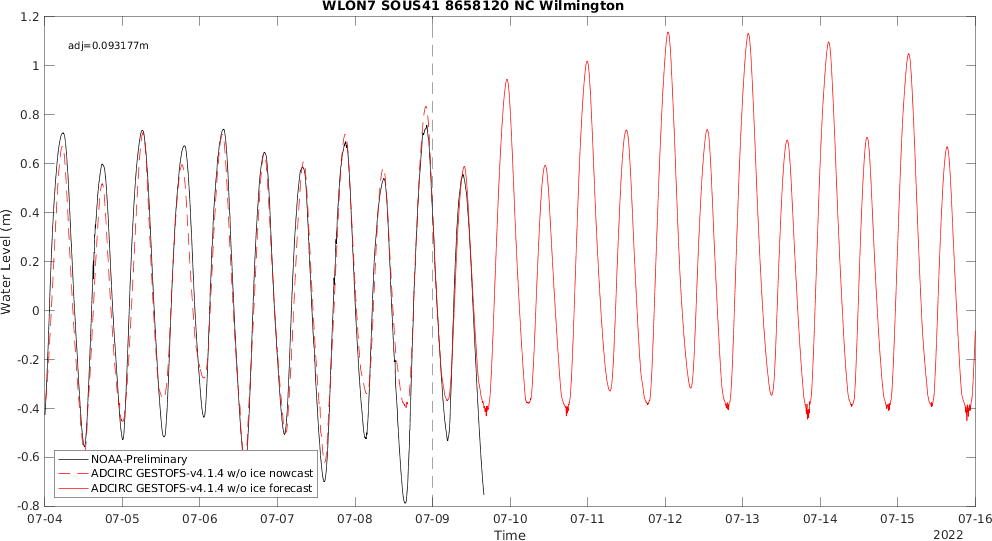 WLON7 SOUS41 8658120 NC Wilmington
adj=0.093177m
1.2
1
0.8
0.6
0.4
0.2
0
-0.2
-0.4
-0.6
-0.8
Water Level (m)
NOAA-Preliminary
ADCIRC GESTOFS-v4.1.4 w/o ice nowcast
ADCIRC GESTOFS-v4.1.4 w/o ice forecast
07-04 07-05 07-06 07-07 07-08 07-09 07-10 07-11 07-12 07-13 07-14 07-15 07-16
Time
2022